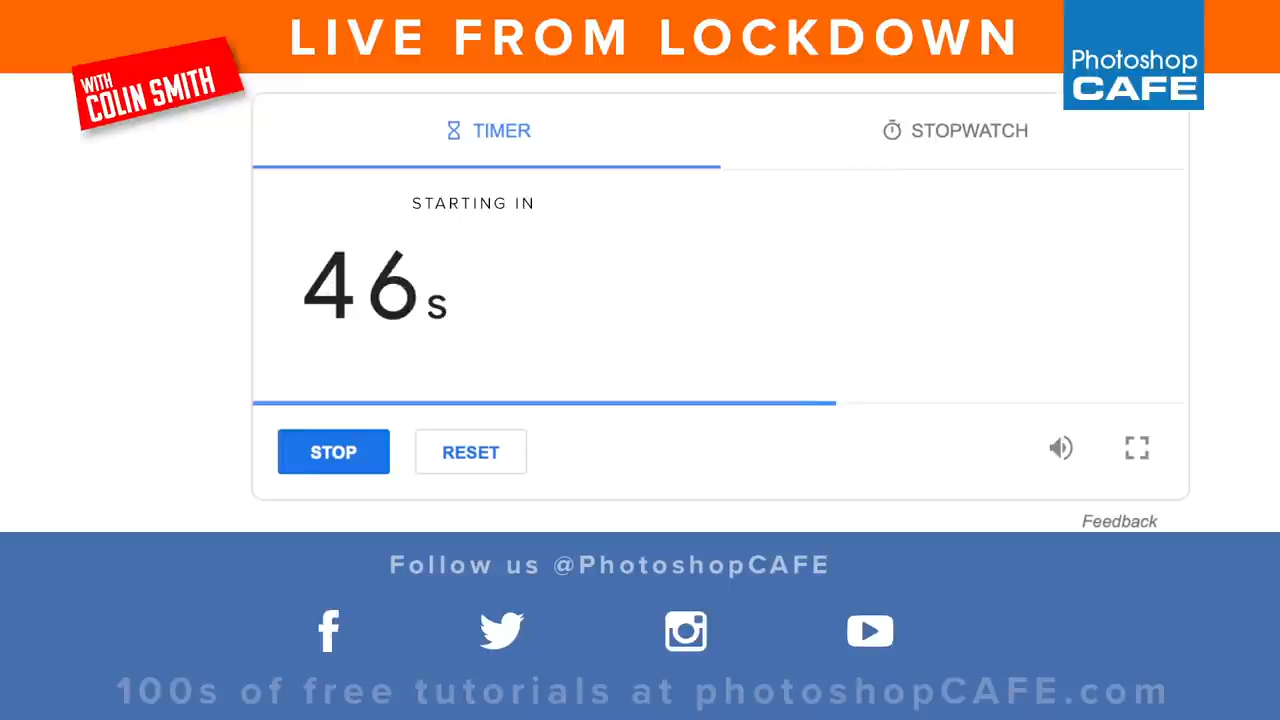 LIVE FROM LOCKDOWN
WITH
COLIN SMITH
Photoshop
CAFE
TIMER
STOPWATCH
STARTING IN
46s
STOP
RESET
Feedback
Follow us @PhotoshopCAFE
100s of free tutorials at photoshopCAFE.com